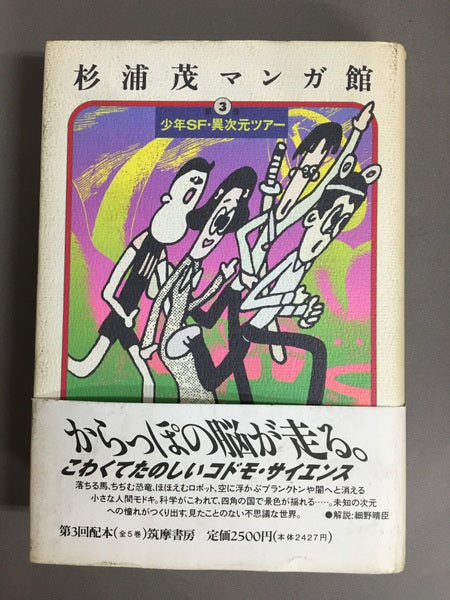 杉浦茂マンガ館
第3巻
少年SF・異次元ツアー
からっぽの脳が走る。
こわくてたのしいコドモ・サイエンス
落ちる馬、ちぢむ恐竜、ほほえむロボット、空に浮かぶプランクトンや闇へと消える
小さな人間モドキ。科学がこわれて、四角の国で景色が揺れる……。未知の次元
への憧れがつくり出す、見たことのない不思議な世界。 ●解説：細野晴臣
第3回配本(全5巻)筑摩書房 定価2500円(本体2427円)